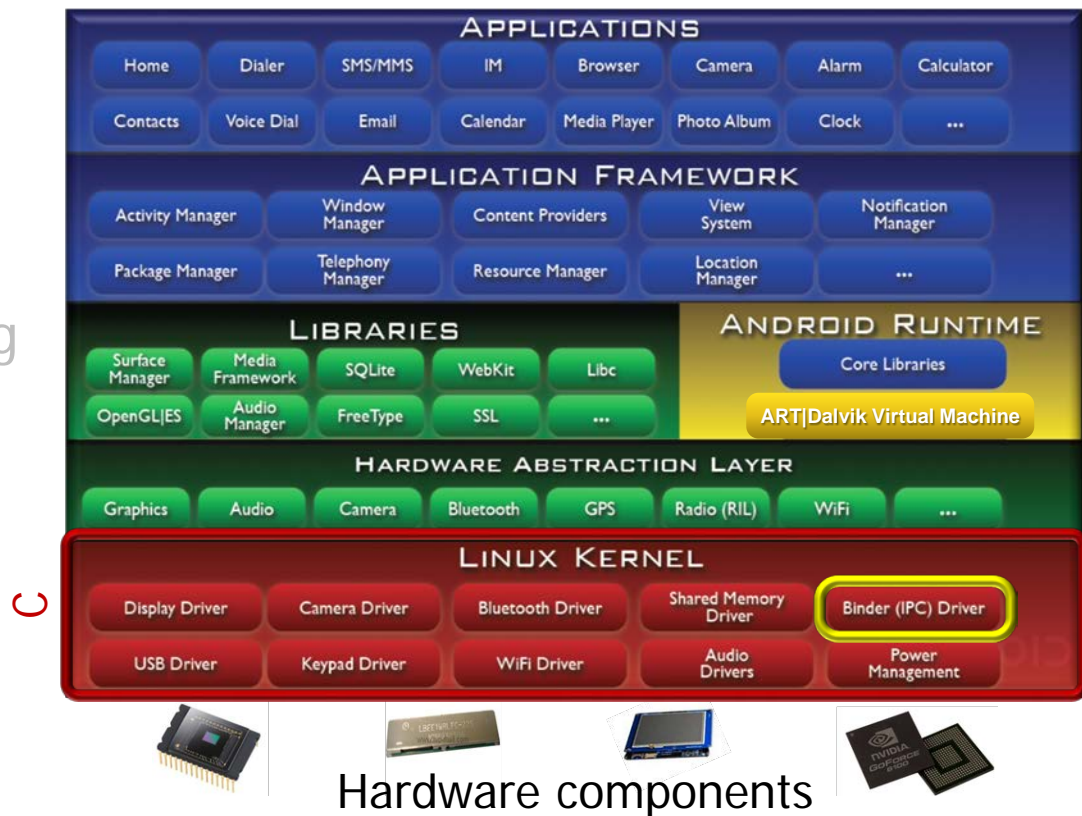 APPLICATIONS
Home Dialer SMS/MMS IM Browser Camera Alarm Calculator
Contacts Voice Dial Email Calendar Media Player Photo Album Clock ...
APPLICATION FRAMEWORK
Activity Manager Window Manager Content Providers View System Notification Manager
Package Manager Telephony Manager Resource Manager Location Manager ...
g
LIBRARIES
Surface Manager Media Framework SQLite WebKit Libc
OpenGL|ES Audio Manager FreeType SSL ...
ANDROID RUNTIME
Core Libraries
ART|Dalvik Virtual Machine
HARDWARE ABSTRACTION LAYER
Graphics Audio Camera Bluetooth GPS Radio (RIL) WiFi ...
C
LINUX KERNEL
Display Driver Camera Driver Bluetooth Driver Shared Memory Driver Binder (IPC) Driver
USB Driver Keypad Driver WiFi Driver Audio Drivers Power Management
NVIDIA
GOFORCE
Hardware components